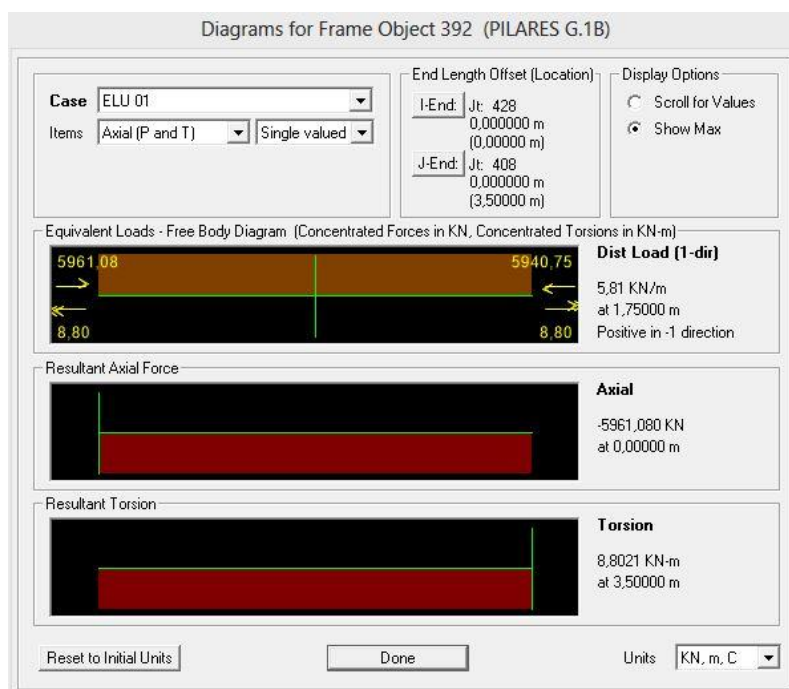 Diagrams for Frame Object 392 (PILARES G.1B)
Case ELU 01
Items Axial (P and T) Single valued
End Length Offset (Location)
I-End: Jt: 428
0,000000 m
(0,00000 m)
J-End: Jt: 408
0,000000 m
(3,50000 m)
Display Options
Scroll for Values
Show Max
Equivalent Loads - Free Body Diagram (Concentrated Forces in KN, Concentrated Torsions in KN-m)
5961,08 5940,75
8,80 8,80
Dist Load (1-dir)
5,81 KN/m
at 1,75000 m
Positive in -1 direction
Resultant Axial Force
Axial
-5961,080 KN
at 0,00000 m
Resultant Torsion
Torsion
8,8021 KN-m
at 3,50000 m
Reset to Initial Units Done Units KN, m, C